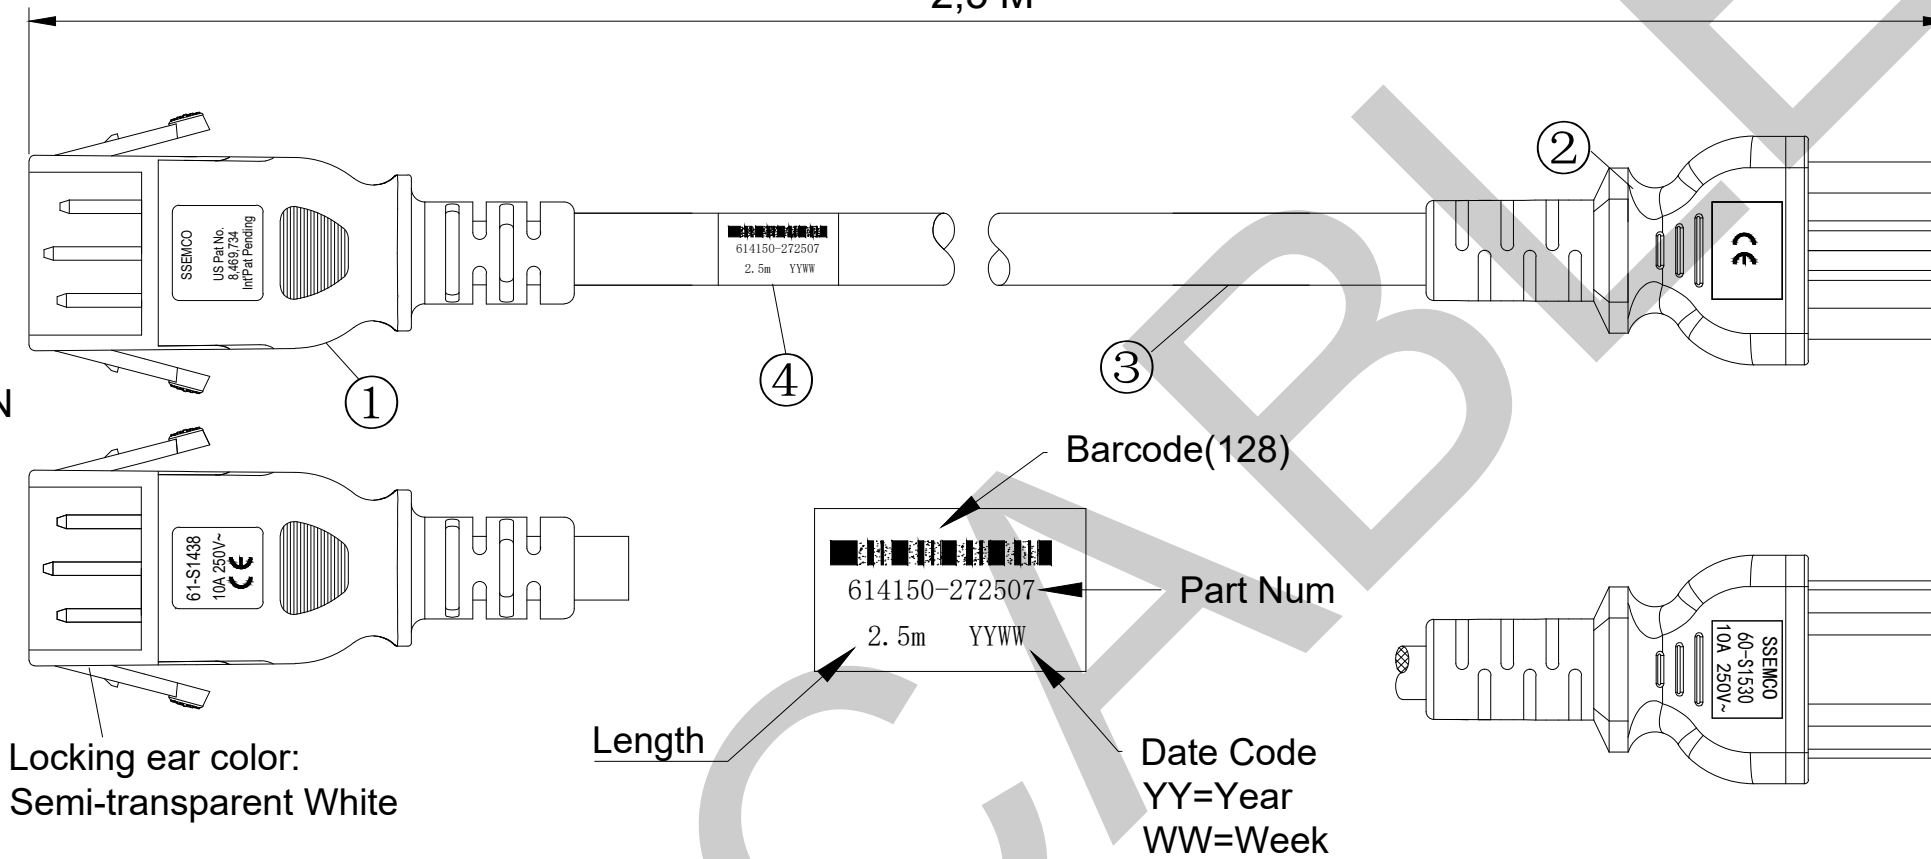 2,5 M
SSEMCO
US Pat No.
8,469,734
Int'Pat Pending
614150-272507
2.5m YYWW
CE
①
②
③
④
N
61-S1438
10A 250V~
CE
Locking ear color:
Semi-transparent White
Barcode(128)
614150-272507
2.5m YYWW
Part Num
Length
Date Code
YY=Year
WW=Week
SSEMCO
60-S1530
10A 250V~
CABLE